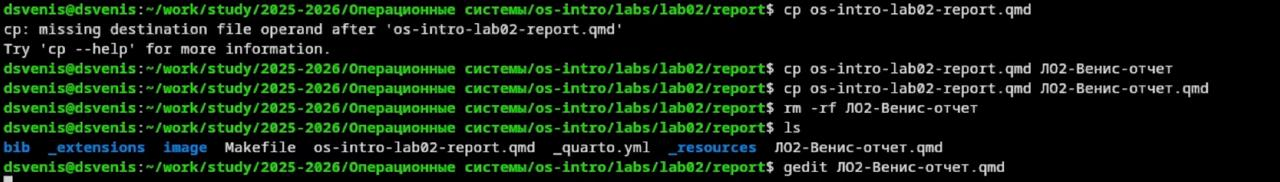 dsvenis@dsvenis:~/work/study/2025-2026/Операционные системы/os-intro/labs/lab02/report$ cp os-intro-lab02-report.qmd
cp: missing destination file operand after 'os-intro-lab02-report.qmd'
Try 'cp --help' for more information.
dsvenis@dsvenis:~/work/study/2025-2026/Операционные системы/os-intro/labs/lab02/report$ cp os-intro-lab02-report.qmd ЛО2-Венис-отчет
dsvenis@dsvenis:~/work/study/2025-2026/Операционные системы/os-intro/labs/lab02/report$ cp os-intro-lab02-report.qmd ЛО2-Венис-отчет.qmd
dsvenis@dsvenis:~/work/study/2025-2026/Операционные системы/os-intro/labs/lab02/report$ rm -rf ЛО2-Венис-отчет
dsvenis@dsvenis:~/work/study/2025-2026/Операционные системы/os-intro/labs/lab02/report$ ls
bib _extensions image Makefile os-intro-lab02-report.qmd _quarto.yml _resources ЛО2-Венис-отчет.qmd
dsvenis@dsvenis:~/work/study/2025-2026/Операционные системы/os-intro/labs/lab02/report$ gedit ЛО2-Венис-отчет.qmd